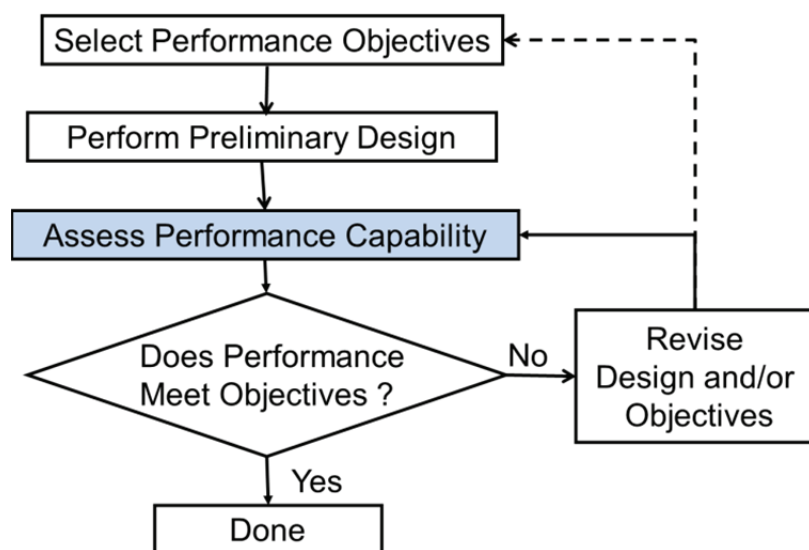 Select Performance Objectives
Perform Preliminary Design
Assess Performance Capability
Does Performance
Meet Objectives ?
No
Revise
Design and/or
Objectives
Yes
Done